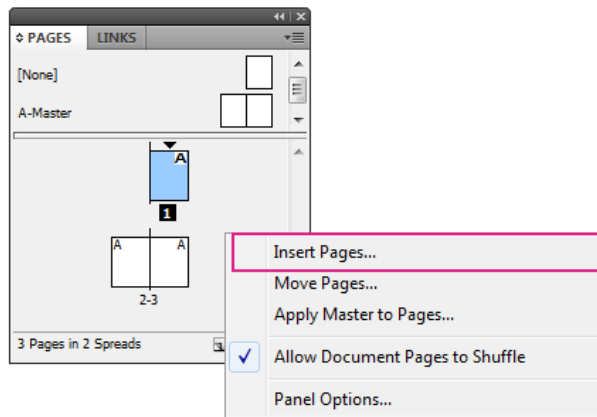 PAGES LINKS
[None]
A-Master
A
1
A A
2-3
3 Pages in 2 Spreads
Insert Pages...
Move Pages...
Apply Master to Pages...
Allow Document Pages to Shuffle
Panel Options...